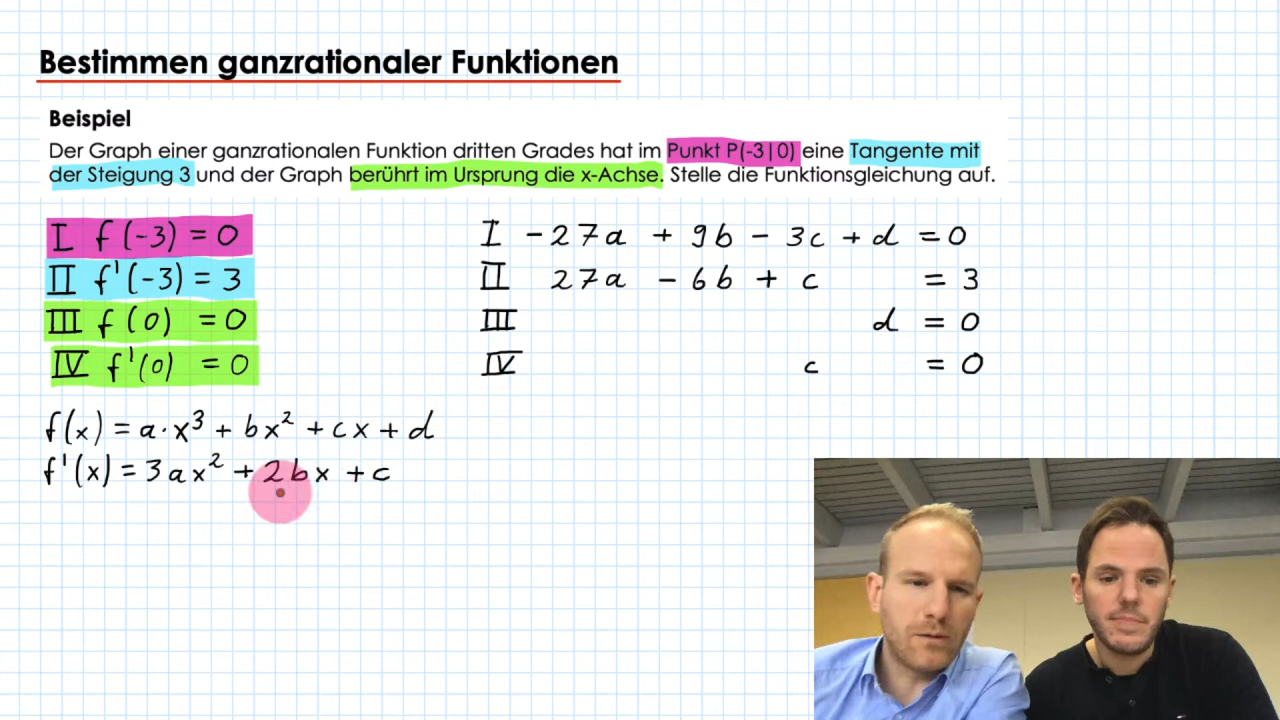 Bestimmen ganzrationaler Funktionen
Beispiel
Der Graph einer ganzrationalen Funktion dritten Grades hat im Punkt P(-3|0) eine Tangente mit
der Steigung 3 und der Graph berührt im Ursprung die x-Achse. Stelle die Funktionsgleichung auf.
I f(-3) = 0
II f'(-3) = 3
III f(0) = 0
IV f'(0) = 0
f(x) = a·x³ + bx² + cx + d
f'(x) = 3ax² + 2bx + c
I -27a + 9b - 3c + d = 0
II 27a - 6b + c = 3
III d = 0
IV c = 0